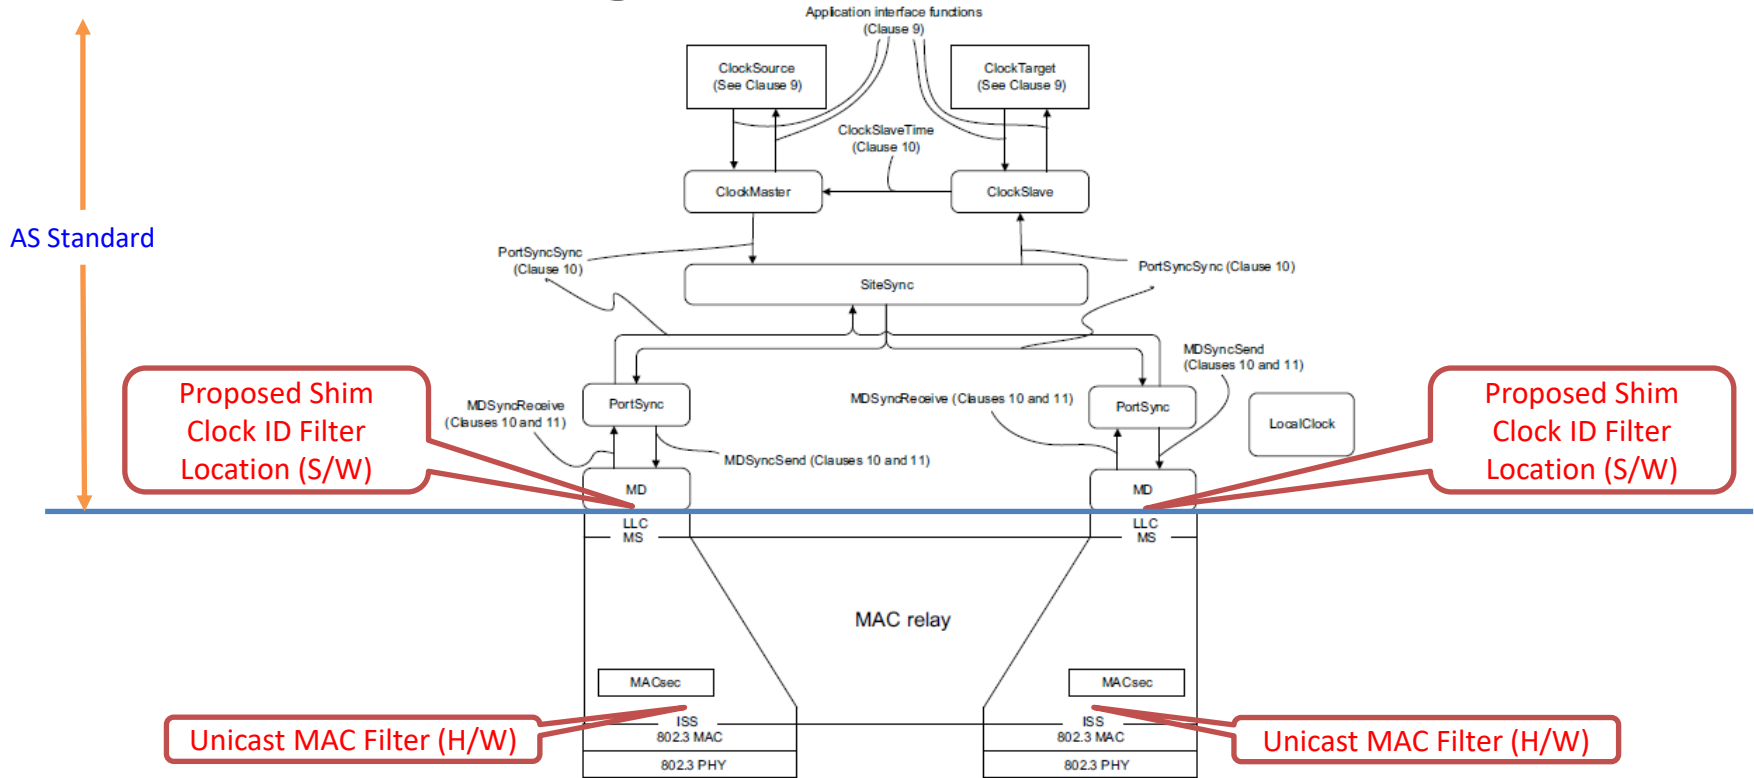 Application interface functions
(Clause 9)
ClockSource
(See Clause 9)
ClockTarget
(See Clause 9)
ClockSlaveTime
(Clause 10)
ClockMaster
ClockSlave
AS Standard
PortSyncSync
(Clause 10)
PortSyncSync (Clause 10)
SiteSync
MDSyncSend
(Clauses 10 and 11)
Proposed Shim
Clock ID Filter
Location (S/W)
MDSyncReceive
(Clauses 10 and 11)
PortSync
MDSyncReceive (Clauses 10 and 11)
PortSync
LocalClock
Proposed Shim
Clock ID Filter
Location (S/W)
MDSyncSend (Clauses 10 and 11)
MD
MD
LLC
MS
LLC
MS
MAC relay
MACsec
MACsec
Unicast MAC Filter (H/W)
ISS
802.3 MAC
802.3 PHY
ISS
802.3 MAC
802.3 PHY
Unicast MAC Filter (H/W)